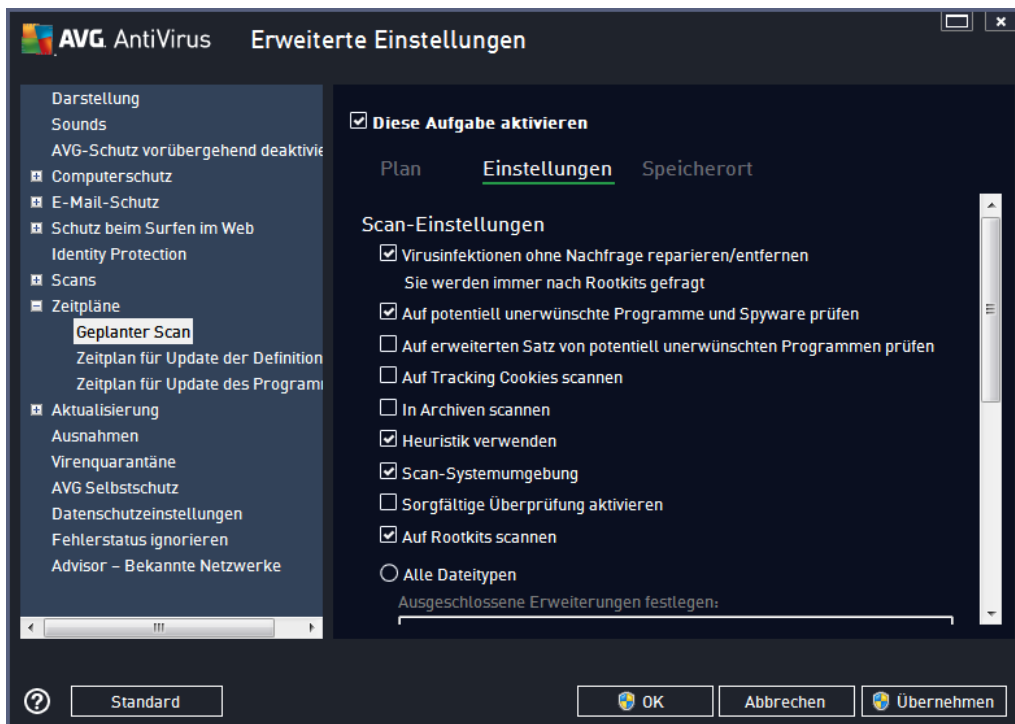 AVG AntiVirus Erweiterte Einstellungen
Darstellung
Sounds
AVG-Schutz vorübergehend deaktivie
Computerschutz
E-Mail-Schutz
Schutz beim Surfen im Web
Identity Protection
Scans
Zeitpläne
Geplanter Scan
Zeitplan für Update der Definition
Zeitplan für Update des Program
Aktualisierung
Ausnahmen
Virenquarantäne
AVG Selbstschutz
Datenschutzeinstellungen
Fehlerstatus ignorieren
Advisor – Bekannte Netzwerke
Diese Aufgabe aktivieren
Plan Einstellungen Speicherort
Scan-Einstellungen
Virusinfektionen ohne Nachfrage reparieren/entfernen
Sie werden immer nach Rootkits gefragt
Auf potentiell unerwünschte Programme und Spyware prüfen
Auf erweiterten Satz von potentiell unerwünschten Programmen prüfen
Auf Tracking Cookies scannen
In Archiven scannen
Heuristik verwenden
Scan-Systemumgebung
Sorgfältige Überprüfung aktivieren
Auf Rootkits scannen
Alle Dateitypen
Ausgeschlossene Erweiterungen festlegen:
? Standard OK Abbrechen Übernehmen